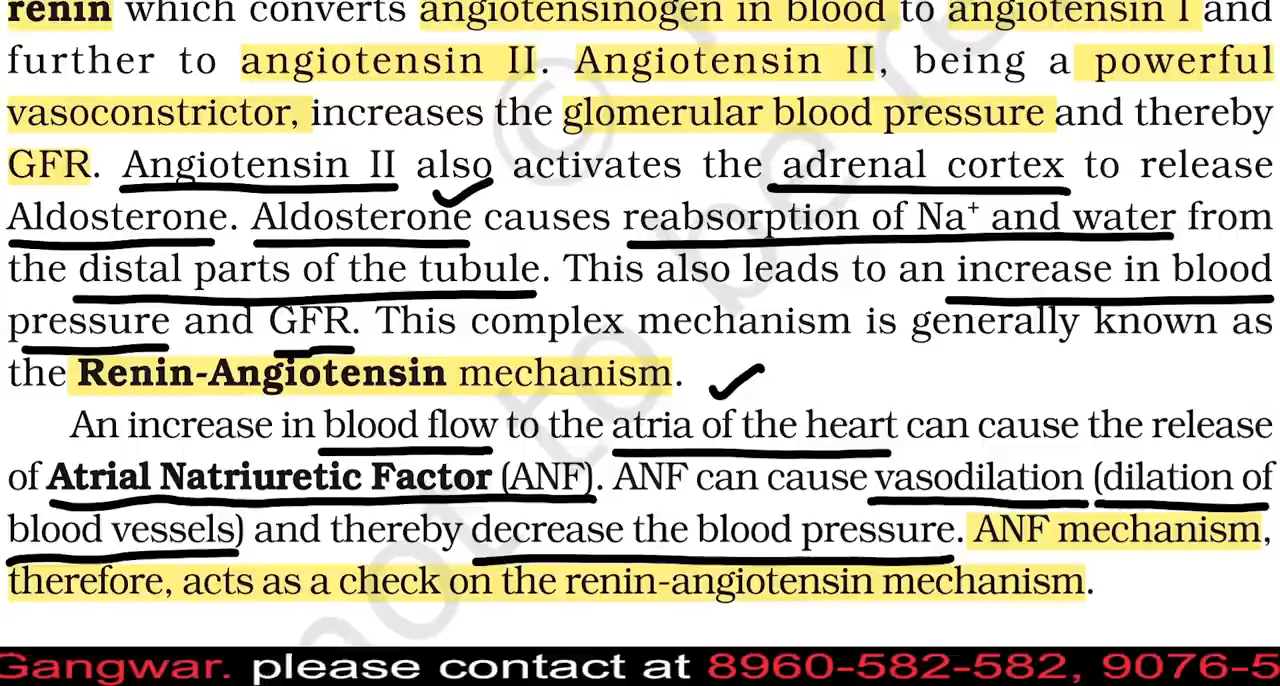 renin which converts angiotensinogen in blood to angiotensin I and
further to angiotensin II. Angiotensin II, being a powerful
vasoconstrictor, increases the glomerular blood pressure and thereby
GFR. Angiotensin II also activates the adrenal cortex to release
Aldosterone. Aldosterone causes reabsorption of Na⁺ and water from
the distal parts of the tubule. This also leads to an increase in blood
pressure and GFR. This complex mechanism is generally known as
the Renin-Angiotensin mechanism.
An increase in blood flow to the atria of the heart can cause the release
of Atrial Natriuretic Factor (ANF). ANF can cause vasodilation (dilation of
blood vessels) and thereby decrease the blood pressure. ANF mechanism,
therefore, acts as a check on the renin-angiotensin mechanism.
©
not to be re
Gangwar. please contact at 8960-582-582, 9076-5